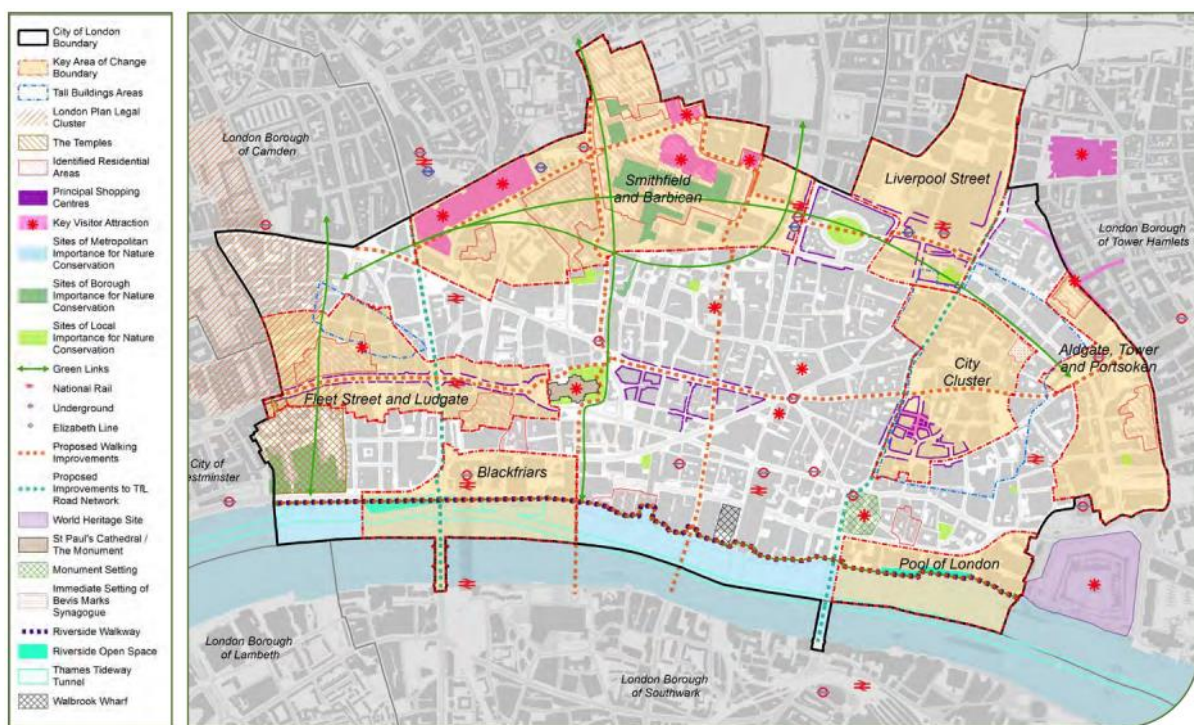 City of London
Boundary
Key Area of Change
Boundary
Tall Buildings Areas
London Plan Legal
Cluster
The Temples
Identified Residential
Areas
Principal Shopping
Centres
Key Visitor Attraction
Sites of Metropolitan
Importance for Nature
Conservation
Sites of Borough
Importance for Nature
Conservation
Sites of Local
Importance for Nature
Conservation
Green Links
National Rail
Underground
Elizabeth Line
Proposed Walking
Improvements
Proposed
Improvements to TfL
Road Network
World Heritage Site
St Paul's Cathedral /
The Monument
Monument Setting
Immediate Setting of
Bevis Marks
Synagogue
Riverside Walkway
Riverside Open Space
Thames Tideway
Tunnel
Walbrook Wharf
London Borough
of Camden
Smithfield
and Barbican
Liverpool Street
London Borough
of Tower Hamlets
City
Cluster
Aldgate, Tower
and Portsoken
Fleet Street and Ludgate
Blackfriars
City of
estminster
Pool of London
London Borough
of Lambeth
London Borough
of Southwark